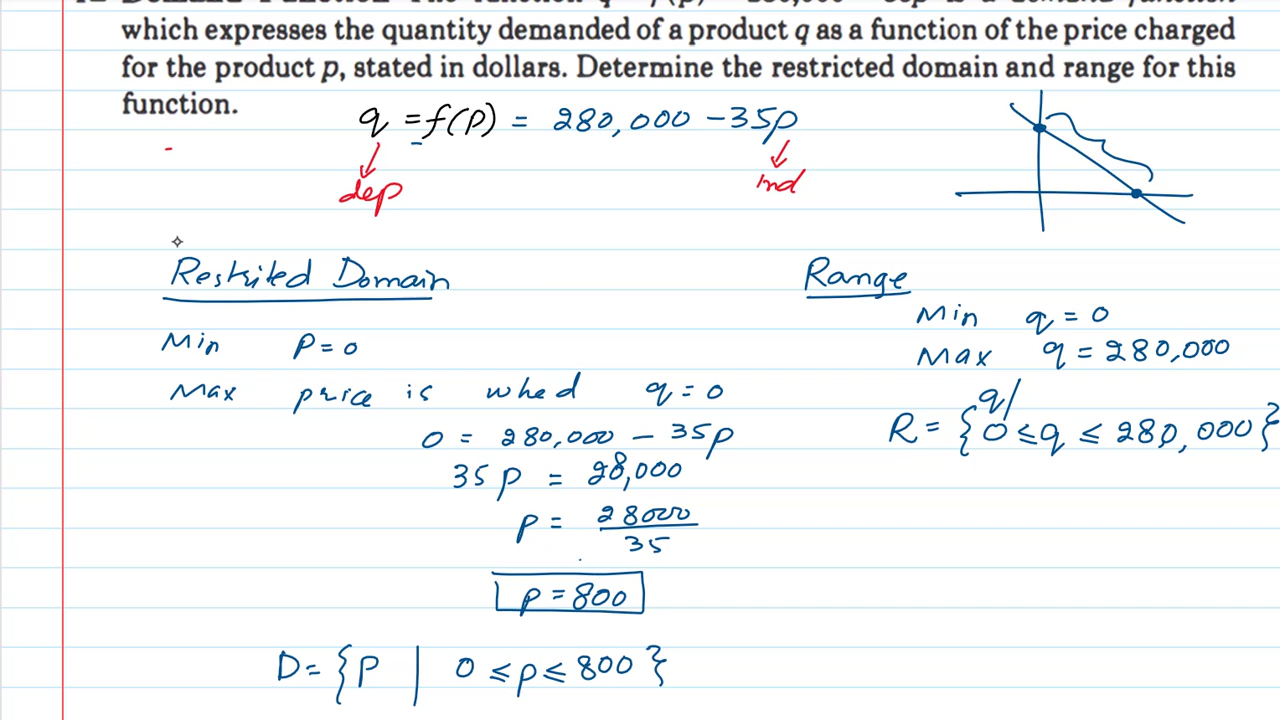 which expresses the quantity demanded of a product q as a function of the price charged
for the product p, stated in dollars. Determine the restricted domain and range for this
function.
q = f(p) = 280,000 - 35p
dep
ind
Restrited Domain
Min P = 0
Max price is whed q = 0
0 = 280,000 - 35p
35 p = 28,000
p = 28000/35
p = 800
D = {P | 0 ≤ p ≤ 800}
Range
Min q = 0
Max q = 280,000
R = {q/ 0 ≤ q ≤ 280,000}